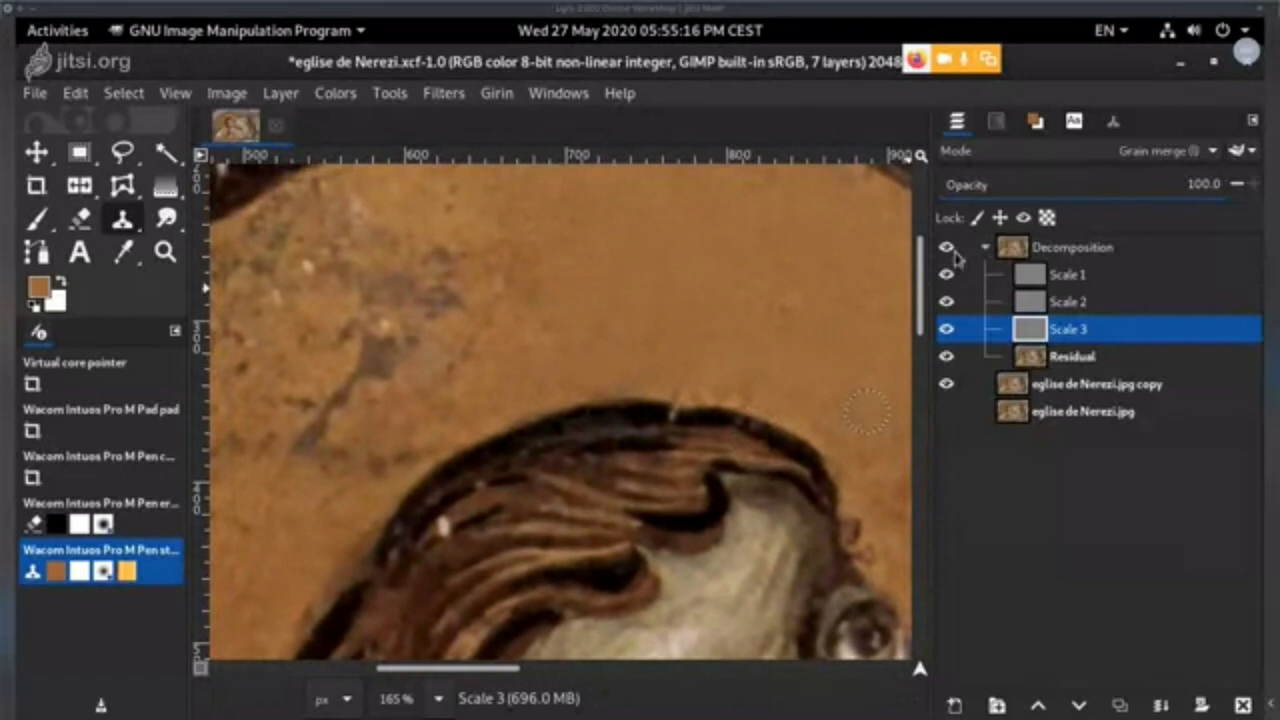 Activities GNU Image Manipulation Program Wed 27 May 2020 05:55:16 PM CEST EN
jitsi.org *eglise de Nerezi.xcf-1.0 (RGB color 8-bit non-linear integer, GIMP built-in sRGB, 7 layers) 2048
File Edit Select View Image Layer Colors Tools Filters Girin Windows Help
Mode Grain merge (l)
500 600 700 800 900
Opacity 100.0
Lock:
Decomposition
Scale 1
Scale 2
Scale 3
Residual
eglise de Nerezi.jpg copy
eglise de Nerezi.jpg
Virtual core pointer
Wacom Intuos Pro M Pad pad
Wacom Intuos Pro M Pen c...
Wacom Intuos Pro M Pen er...
Wacom Intuos Pro M Pen st...
px 165 % Scale 3 (696.0 MB)